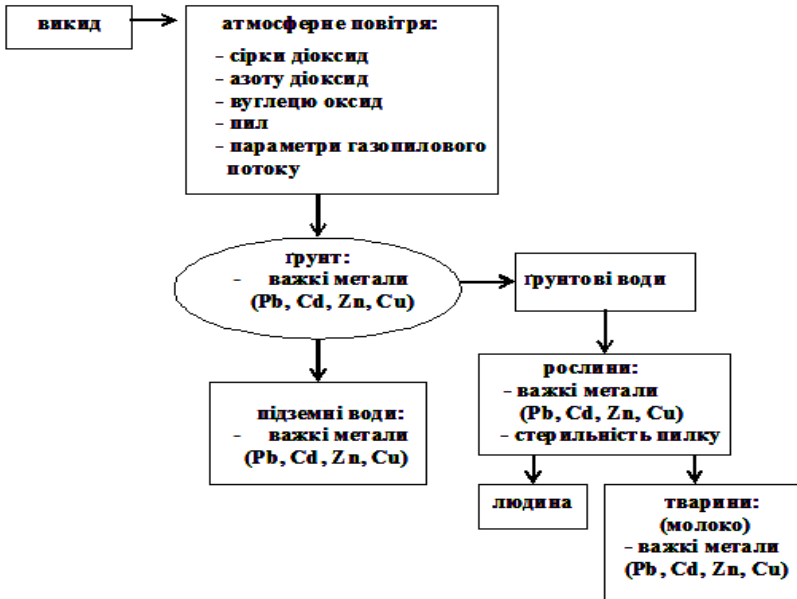 викид
атмосферне повітря:
- сірки діоксид
- азоту діоксид
- вуглецю оксид
- пил
- параметри газопилового
потоку
ґрунт:
- важкі метали
(Pb, Cd, Zn, Cu)
ґрунтові води
підземні води:
- важкі метали
(Pb, Cd, Zn, Cu)
рослини:
- важкі метали
(Pb, Cd, Zn, Cu)
- стерильність пилку
людина
тварини:
(молоко)
- важкі метали
(Pb, Cd, Zn, Cu)